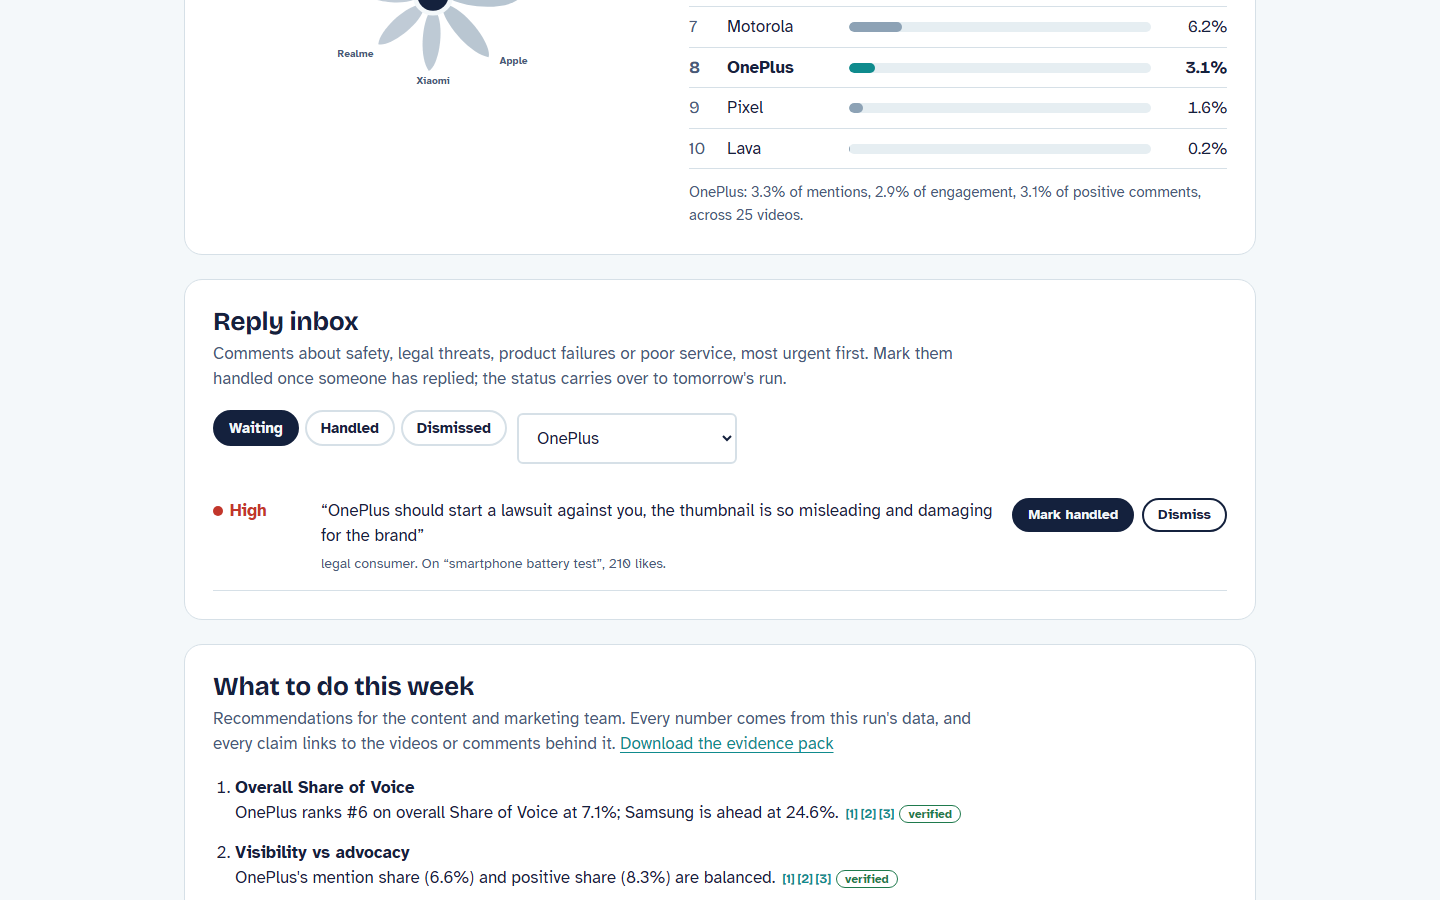 Realme
Xiaomi
Apple
7 Motorola 6.2%
8 OnePlus 3.1%
9 Pixel 1.6%
10 Lava 0.2%
OnePlus: 3.3% of mentions, 2.9% of engagement, 3.1% of positive comments,
across 25 videos.
Reply inbox
Comments about safety, legal threats, product failures or poor service, most urgent first. Mark them
handled once someone has replied; the status carries over to tomorrow's run.
Waiting Handled Dismissed OnePlus
High “OnePlus should start a lawsuit against you, the thumbnail is so misleading and damaging Mark handled Dismiss
for the brand”
legal consumer. On “smartphone battery test”, 210 likes.
What to do this week
Recommendations for the content and marketing team. Every number comes from this run's data, and
every claim links to the videos or comments behind it. Download the evidence pack
1. Overall Share of Voice
OnePlus ranks #6 on overall Share of Voice at 7.1%; Samsung is ahead at 24.6%. [1] [2] [3] verified
2. Visibility vs advocacy
OnePlus's mention share (6.6%) and positive share (8.3%) are balanced. [1] [2] [3] verified